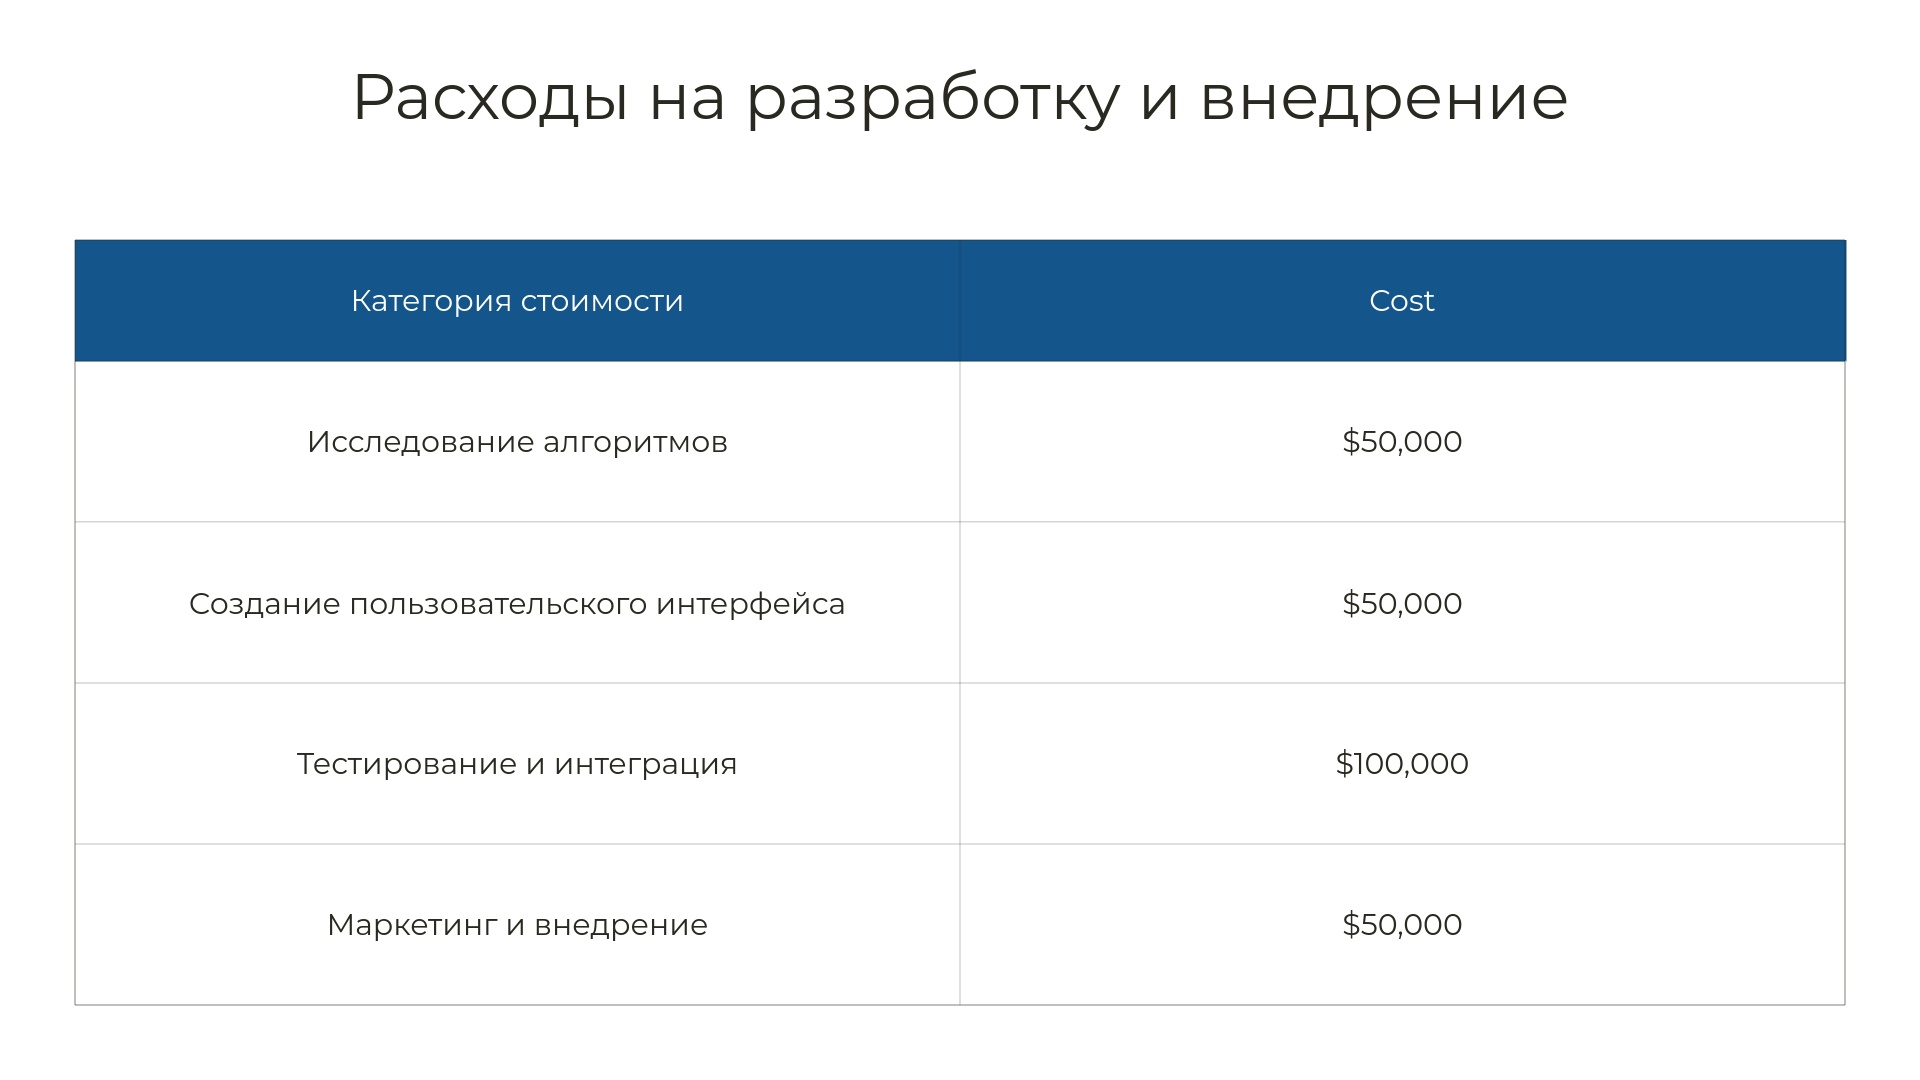 Расходы на разработку и внедрение
Категория стоимости
Cost
Исследование алгоритмов
$50,000
Создание пользовательского интерфейса
$50,000
Тестирование и интеграция
$100,000
Маркетинг и внедрение
$50,000